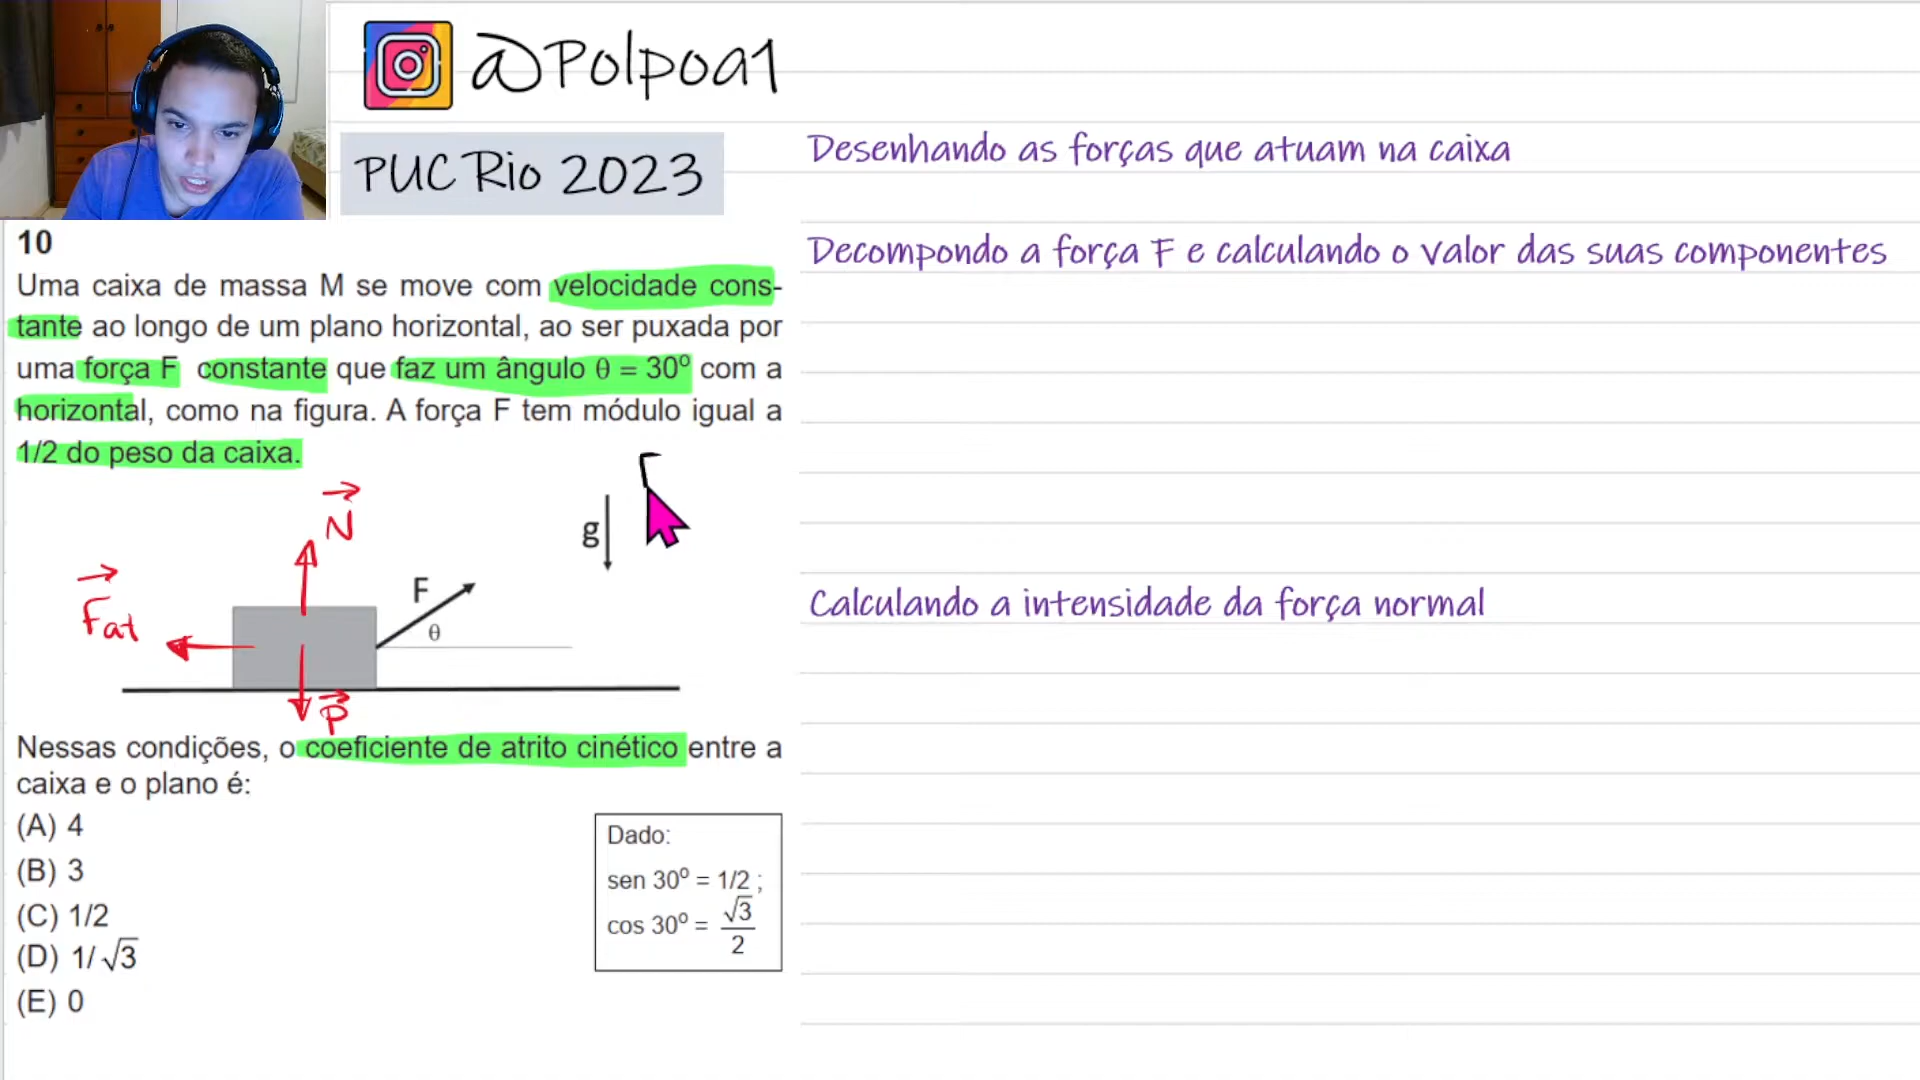 @Polpoa1
PUC Rio 2023
10
Uma caixa de massa M se move com velocidade cons-
tante ao longo de um plano horizontal, ao ser puxada por
uma força F constante que faz um ângulo θ = 30º com a
horizontal, como na figura. A força F tem módulo igual a
1/2 do peso da caixa.
N
g
F
θ
Fat
P
Nessas condições, o coeficiente de atrito cinético entre a
caixa e o plano é:
(A) 4
(B) 3
(C) 1/2
(D) 1/√3
(E) 0
Dado:
sen 30º = 1/2 ;
cos 30º = √3/2
Desenhando as forças que atuam na caixa
Decompondo a força F e calculando o valor das suas componentes
Calculando a intensidade da força normal